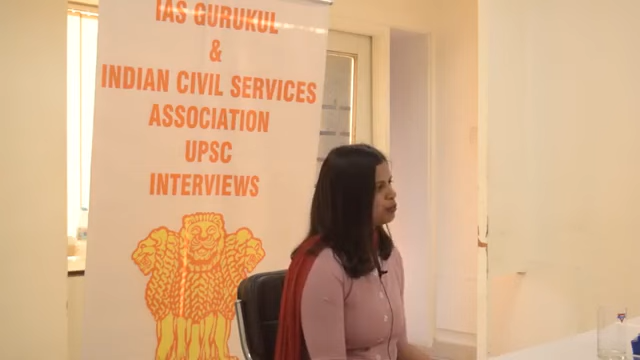 IAS GURUKUL
&
INDIAN CIVIL SERVICES
ASSOCIATION
UPSC
INTERVIEWS